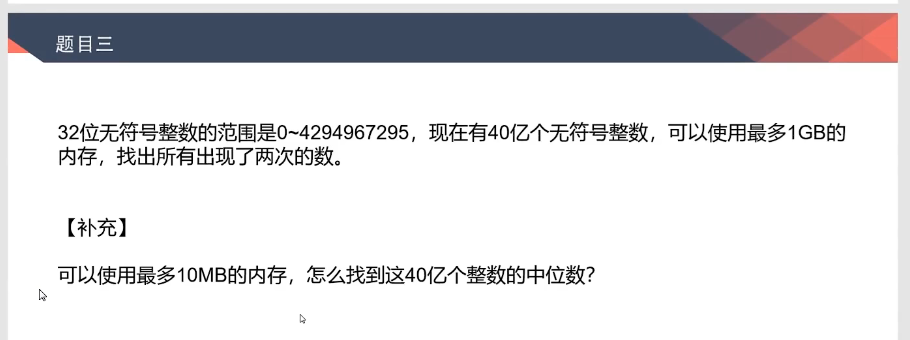 题目三
32位无符号整数的范围是0~4294967295，现在有40亿个无符号整数，可以使用最多1GB的
内存，找出所有出现了两次的数。
【补充】
可以使用最多10MB的内存，怎么找到这40亿个整数的中位数？